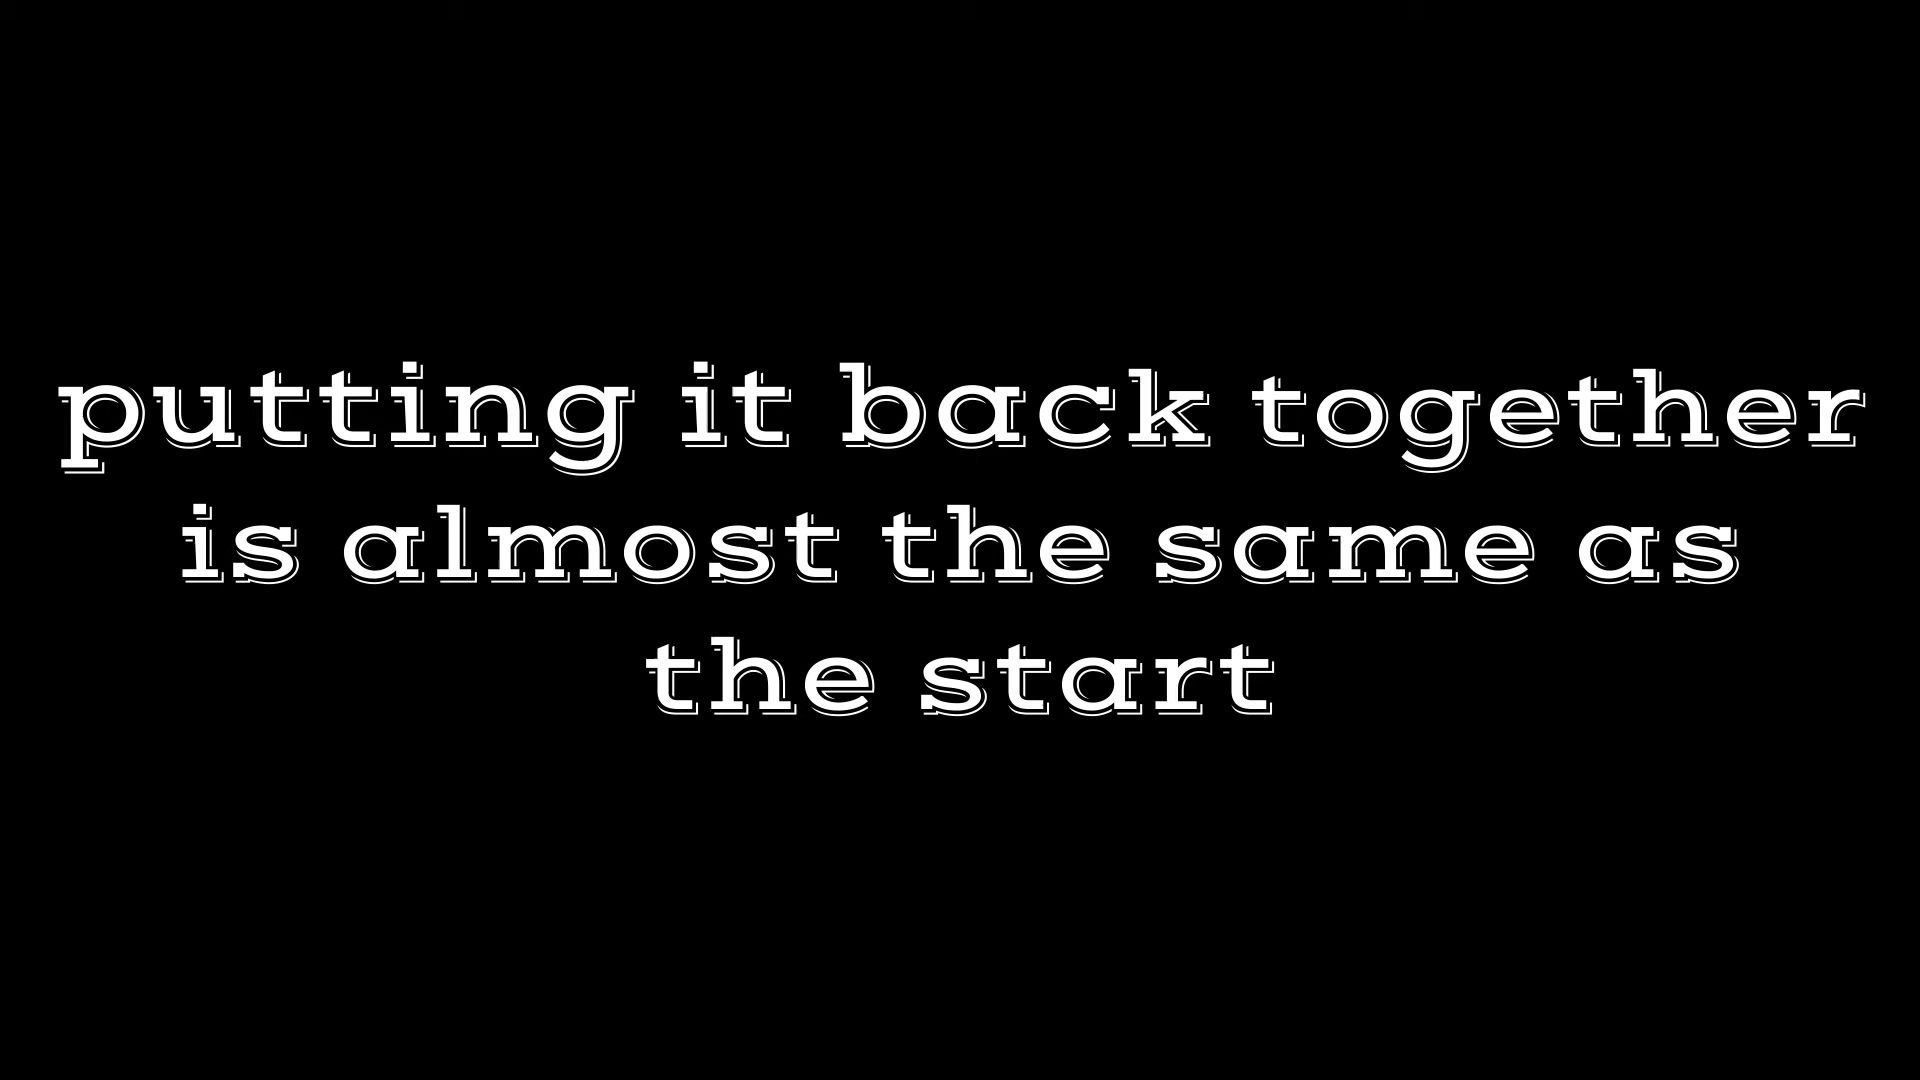 putting it back together
is almost the same as
the start